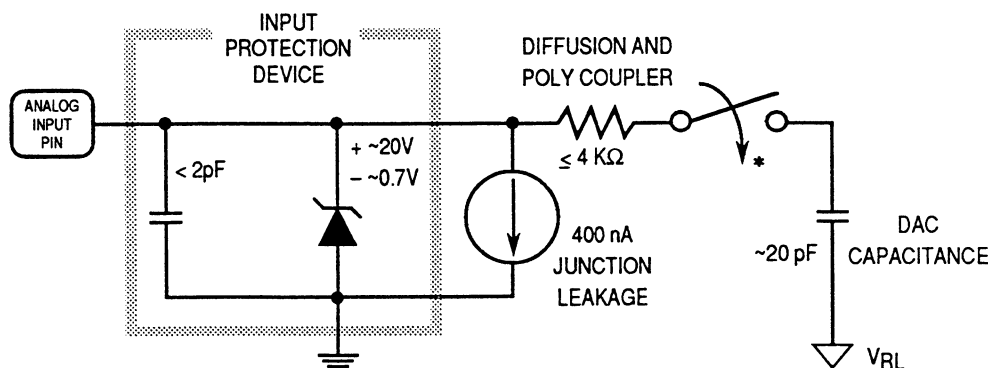 INPUT
PROTECTION
DEVICE
DIFFUSION AND
POLY COUPLER
ANALOG
INPUT
PIN
< 2pF
+ ~20V
− ~0.7V
≤ 4 KΩ
*
400 nA
JUNCTION
LEAKAGE
~20 pF
DAC
CAPACITANCE
VRL